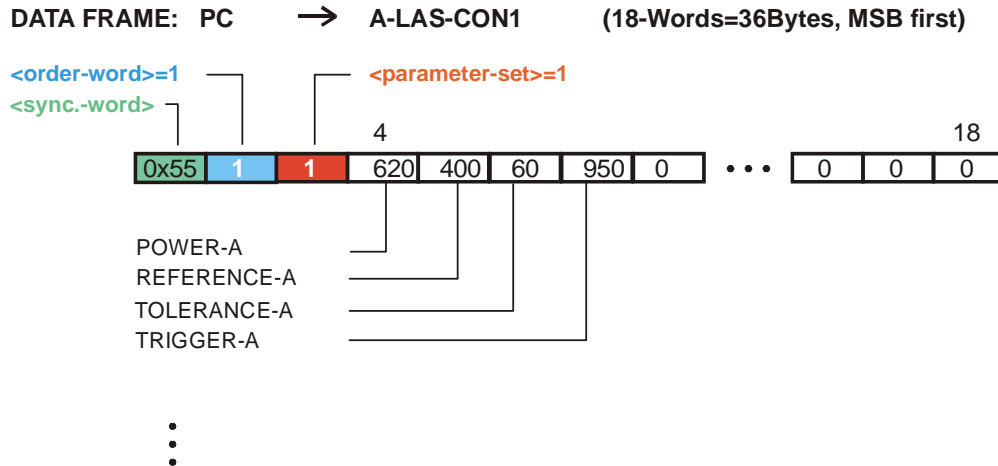 DATA FRAME: PC → A-LAS-CON1 (18-Words=36Bytes, MSB first)
<order-word>=1 <parameter-set>=1
<sync.-word>
4 18
0x55 1 1 620 400 60 950 0 • • • 0 0 0
POWER-A
REFERENCE-A
TOLERANCE-A
TRIGGER-A